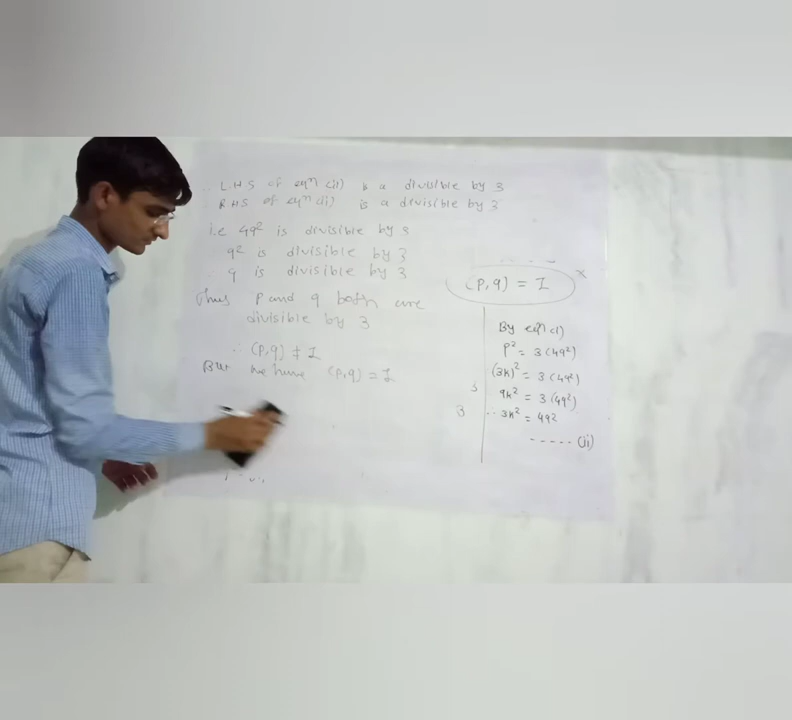 ∴ L.H.S of eqⁿ (ii) is a divisible by 3
R.H.S of eqⁿ (ii) is a divisible by 3
i.e 4q² is divisible by 3
q² is divisible by 3
q is divisible by 3
Thus P and q both are
divisible by 3
∴ (P,q) ≠ 1
But we have (P,q) = 1
(P,q) = 1
By eqⁿ (i)
P² = 3(4q²)
(3k)² = 3(4q²)
9k² = 3(4q²)
∴ 3k² = 4q²
----- (ii)